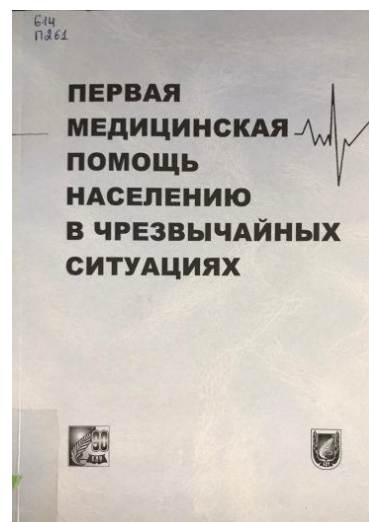 614
П261
ПЕРВАЯ
МЕДИЦИНСКАЯ
ПОМОЩЬ
НАСЕЛЕНИЮ
В ЧРЕЗВЫЧАЙНЫХ
СИТУАЦИЯХ